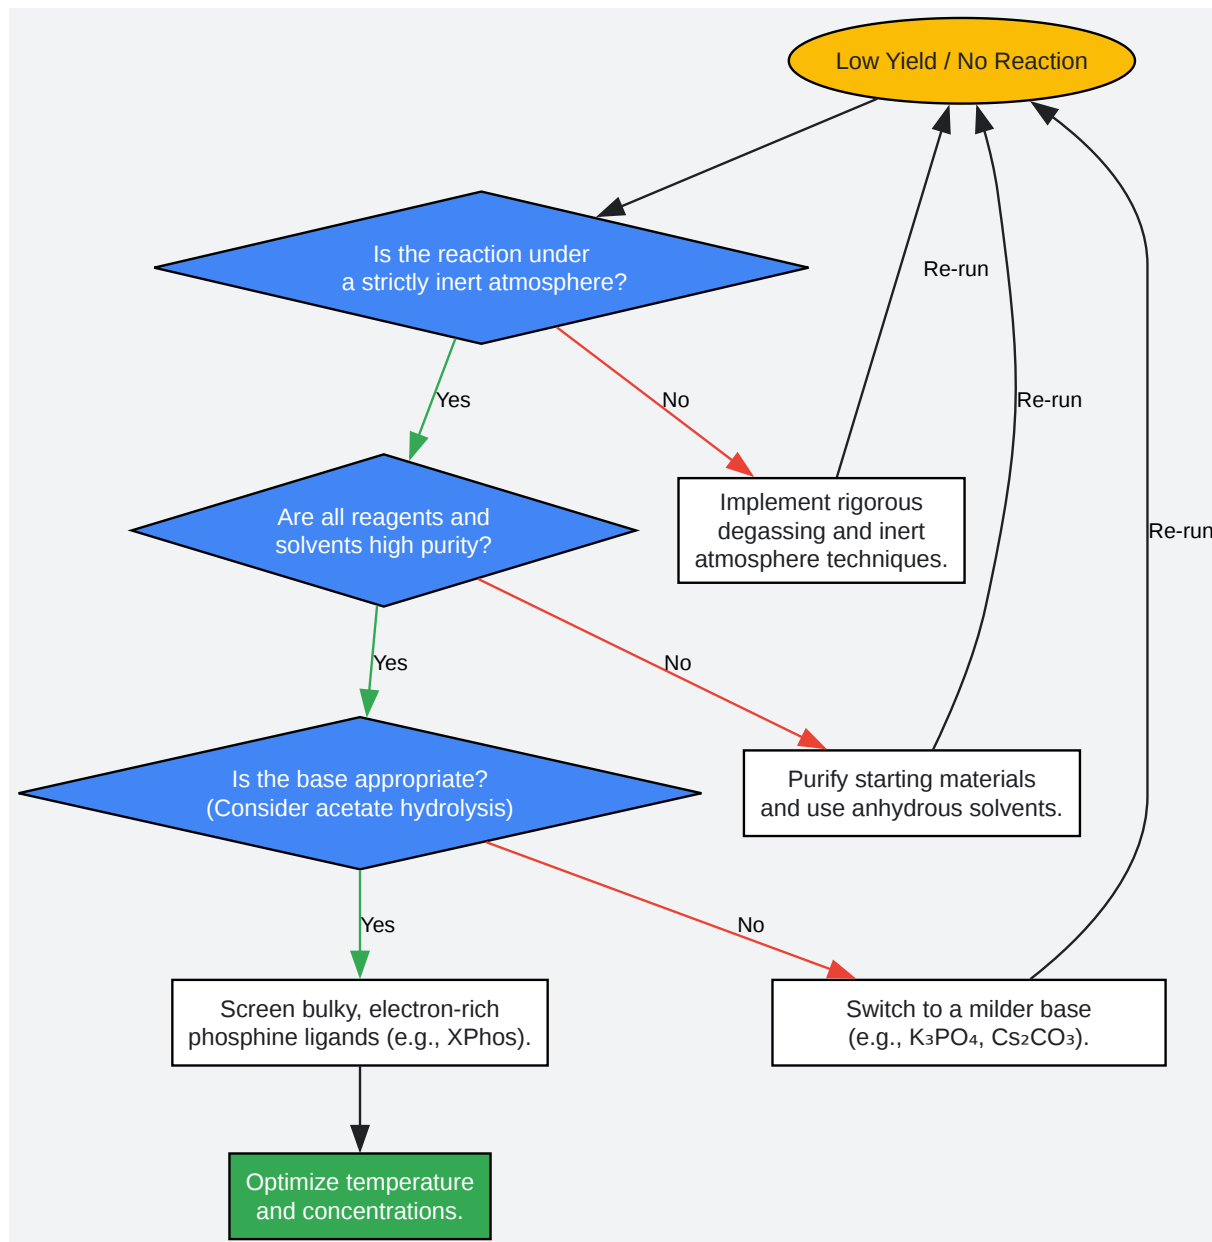 Low Yield / No Reaction
Is the reaction under
a strictly inert atmosphere?
Re-run
Yes
No
Re-run
Are all reagents and
solvents high purity?
Implement rigorous
degassing and inert
atmosphere techniques.
Re-run
Yes
No
Is the base appropriate?
(Consider acetate hydrolysis)
Purify starting materials
and use anhydrous solvents.
Yes
No
Screen bulky, electron-rich
phosphine ligands (e.g., XPhos).
Switch to a milder base
(e.g., K₃PO₄, Cs₂CO₃).
Optimize temperature
and concentrations.